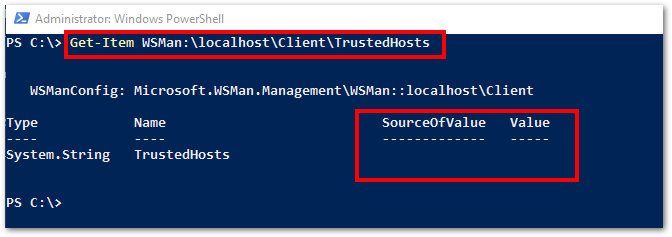 Administrator: Windows PowerShell
PS C:\> Get-Item WSMan:\localhost\Client\TrustedHosts
WSManConfig: Microsoft.WSMan.Management\WSMan::localhost\Client
Type Name SourceOfValue Value
---- ---- ------------- -----
System.String TrustedHosts
PS C:\>